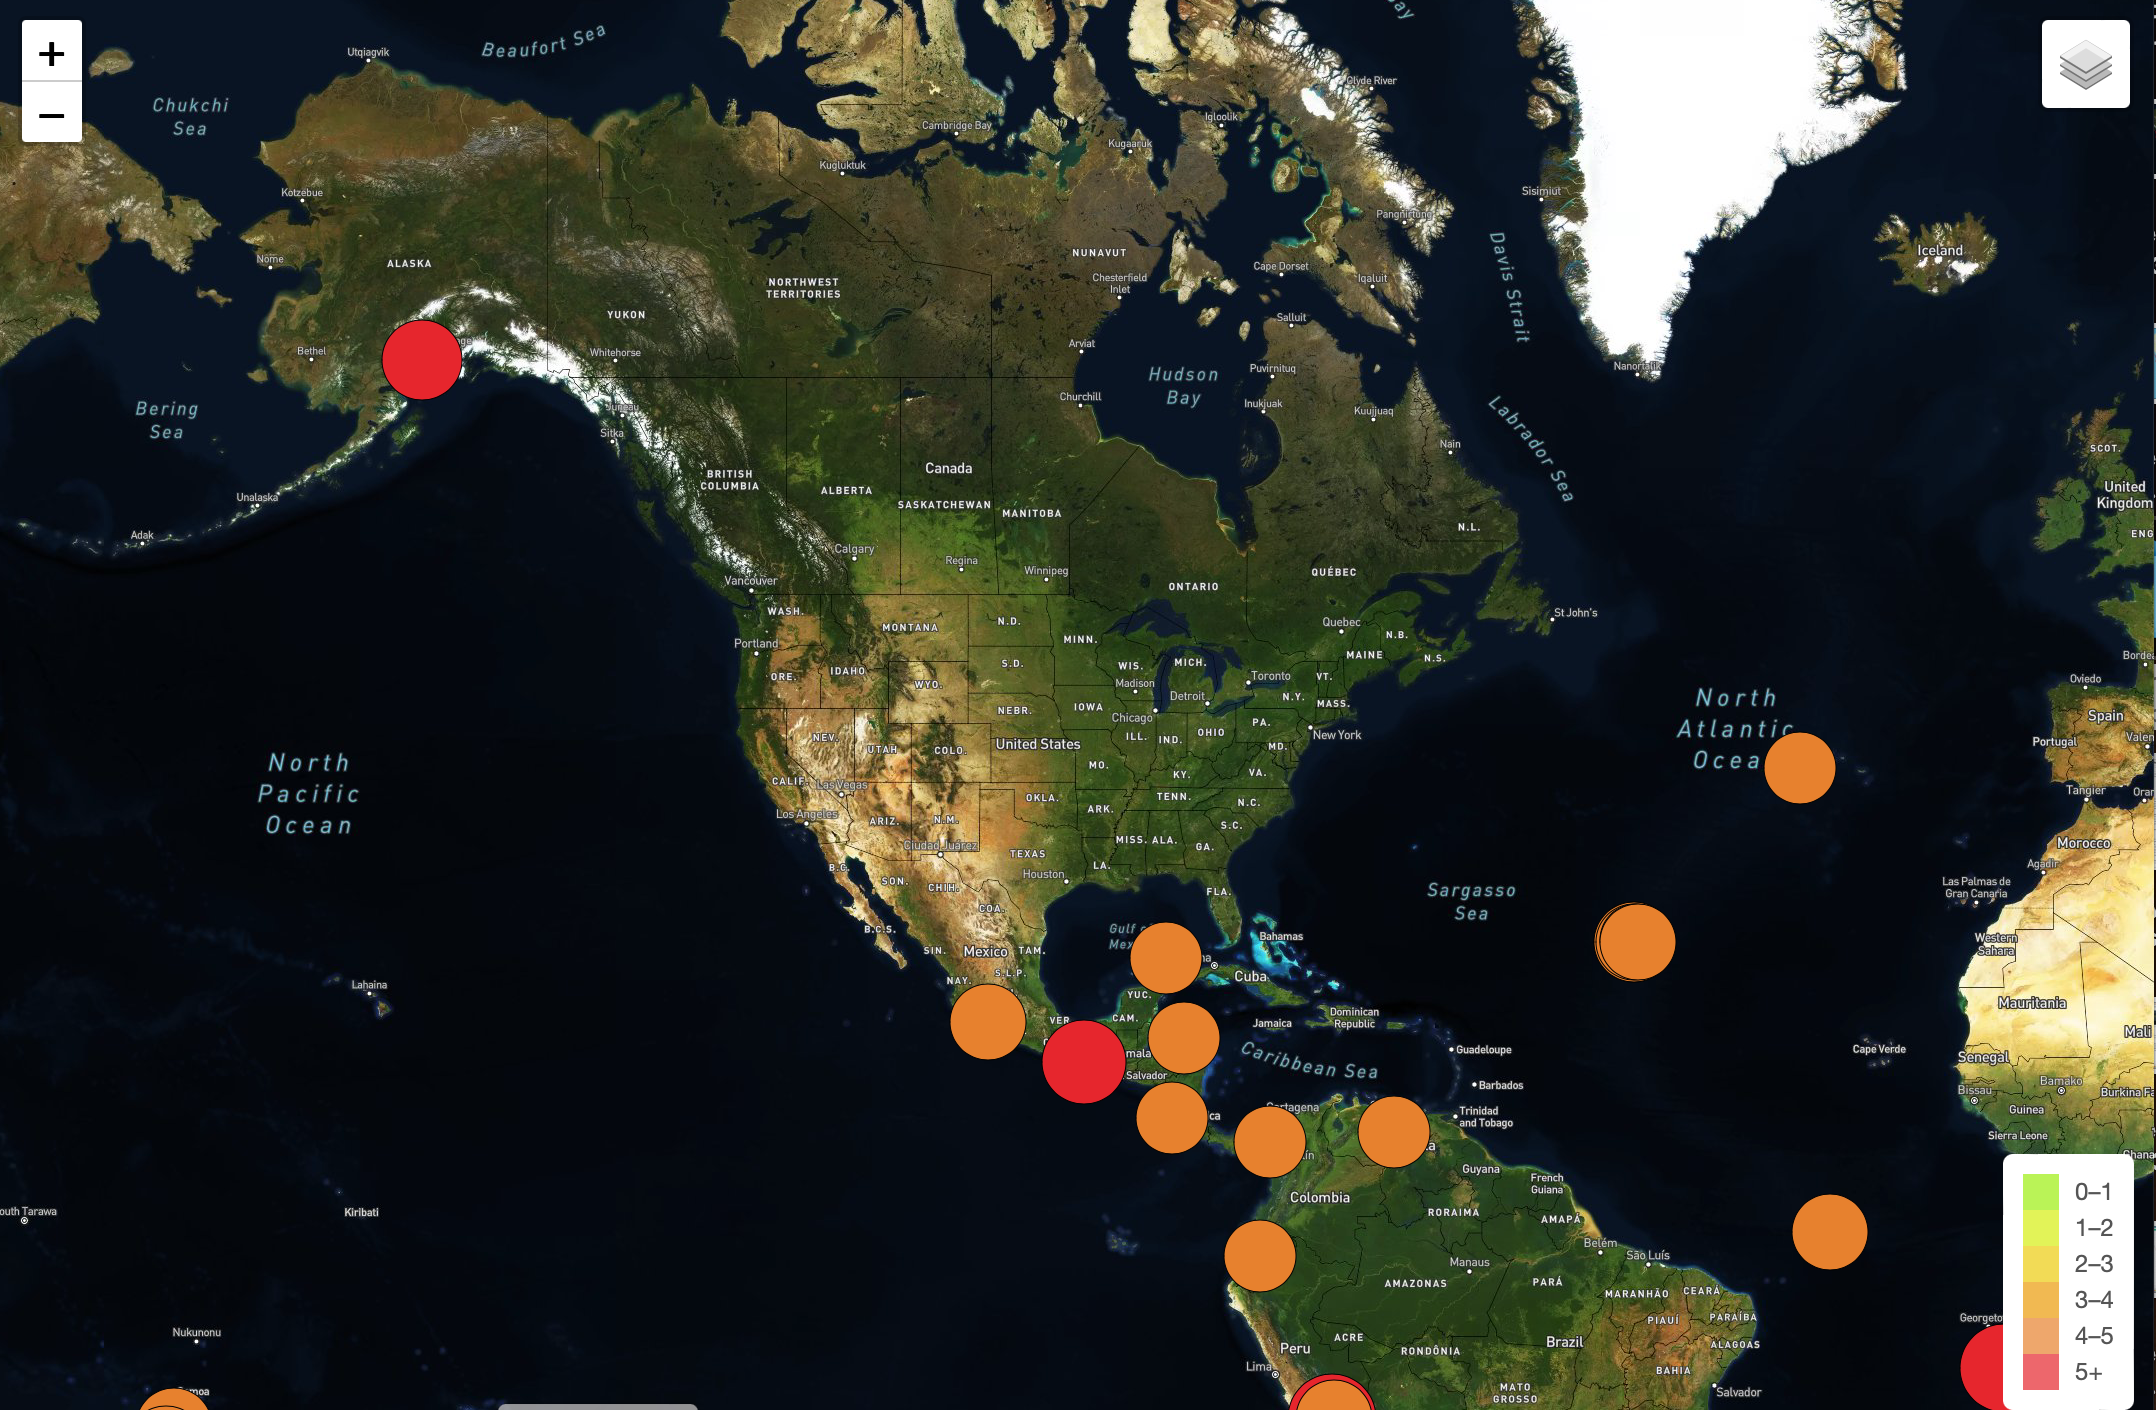 +
−
Beaufort Sea
Utqiagvik
Chukchi
Sea
Clyde River
Igloolik
Cambridge Bay
Kugaaruk
Kugluktuk
Kotzebue
Sisimiut
Pangnirtung
Nome
ALASKA
NUNAVUT
Cape Dorset
Iqaluit
Chesterfield
Inlet
NORTHWEST
TERRITORIES
Davis Strait
Iceland
YUKON
Salluit
Bethel
Whitehorse
Arviat
Puvirnituq
Nanortalik
Hudson
Bay
Churchill
Inukjuak
Kuujjuaq
Juneau
Sitka
Bering
Sea
Labrador Sea
Nain
SCOT.
Canada
BRITISH
COLUMBIA
ALBERTA
SASKATCHEWAN
MANITOBA
United
Kingdom
Unalaska
Adak
N.L.
ENG
Calgary
Regina
Winnipeg
Vancouver
ONTARIO
QUÉBEC
WASH.
MONTANA
N.D.
St John's
Quebec
N.B.
Portland
MINN.
MAINE
N.S.
IDAHO
ORE.
S.D.
WIS.
MICH.
Madison
Toronto
VT.
WYO.
Detroit
N.Y.
MASS.
Oviedo
NEBR.
IOWA
Chicago
PA.
North
Atlantic
Ocea
Spain
Portugal
NEV.
UTAH
COLO.
United States
ILL.
IND.
OHIO
MD.
New York
North
Pacific
Ocean
MO.
KY.
VA.
CALIF.
Las Vegas
OKLA.
TENN.
N.C.
Tangier
Los Angeles
ARIZ.
N.M.
ARK.
S.C.
Ciudad Juárez
TEXAS
MISS.
ALA.
GA.
Morocco
B.C.
SON.
CHIH.
Houston
LA.
FLA.
Agadir
Sargasso
Sea
Las Palmas de
Gran Canaria
COA.
B.C.S.
SIN.
Mexico
TAM.
Gulf
Mex
Bahamas
Western
Sahara
NAY.
S.L.P.
Cuba
Lahaina
YUC.
CAM.
VER
Jamaica
Dominican
Republic
Mauritania
Mali
Caribbean Sea
Guadeloupe
Cape Verde
Senegal
mala
Salvador
Barbados
Bissau
Bamako
Burkina Fa
Cartagena
ca
Trinidad
and Tobago
Guinea
Sierra Leone
Ghana
Guyana
French
Guiana
Colombia
RORAIMA
AMAPÁ
outh Tarawa
Kiribati
Belém
São Luís
Manaus
AMAZONAS
PARÁ
MARANHÃO
CEARÁ
PIAUÍ
PARAÍBA
ALAGOAS
Nukunonu
ACRE
RONDÔNIA
Brazil
Peru
Lima
BAHIA
MATO
GROSSO
Salvador
moa
Georgeto
0–1
1–2
2–3
3–4
4–5
5+